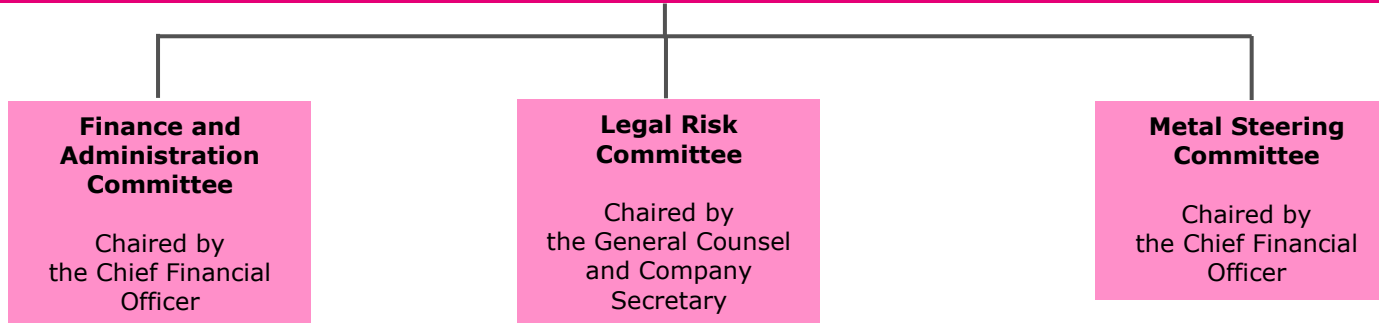 Finance and
Administration
Committee
Chaired by
the Chief Financial
Officer
Legal Risk
Committee
Chaired by
the General Counsel
and Company
Secretary
Metal Steering
Committee
Chaired by
the Chief Financial
Officer